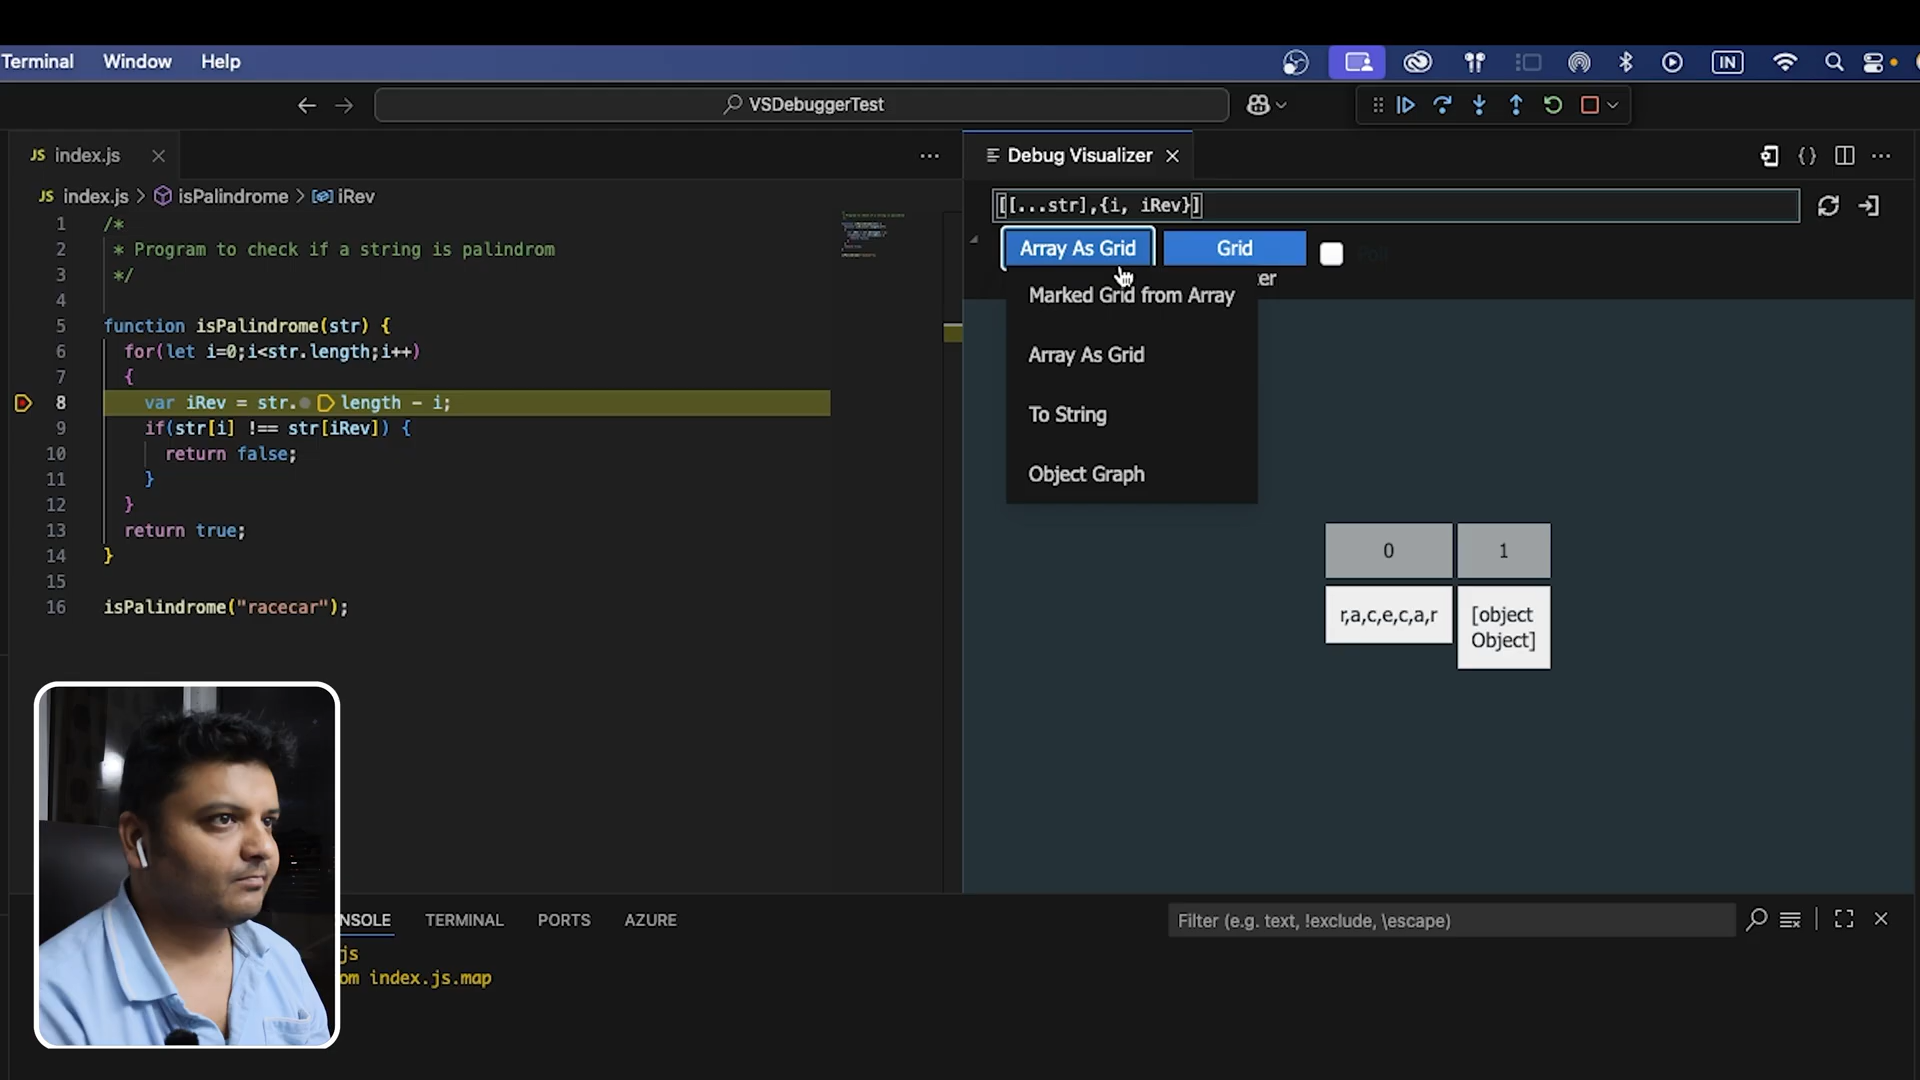 Terminal Window Help
IN
VSDebuggerTest
JS index.js
Debug Visualizer
JS index.js > isPalindrome > iRev
[[...str],{i, iRev}]
Array As Grid
Grid
Marked Grid from Array
Array As Grid
To String
Object Graph
1 /*
2 * Program to check if a string is palindrom
3 */
4
5 function isPalindrome(str) {
6 for(let i=0;i<str.length;i++)
7 {
8 var iRev = str.length - i;
9 if(str[i] !== str[iRev]) {
10 return false;
11 }
12 }
13 return true;
14 }
15
16 isPalindrome("racecar");
0 1
r,a,c,e,c,a,r
[object
Object]
NSOLE TERMINAL PORTS AZURE
Filter (e.g. text, !exclude, \escape)
js
om index.js.map